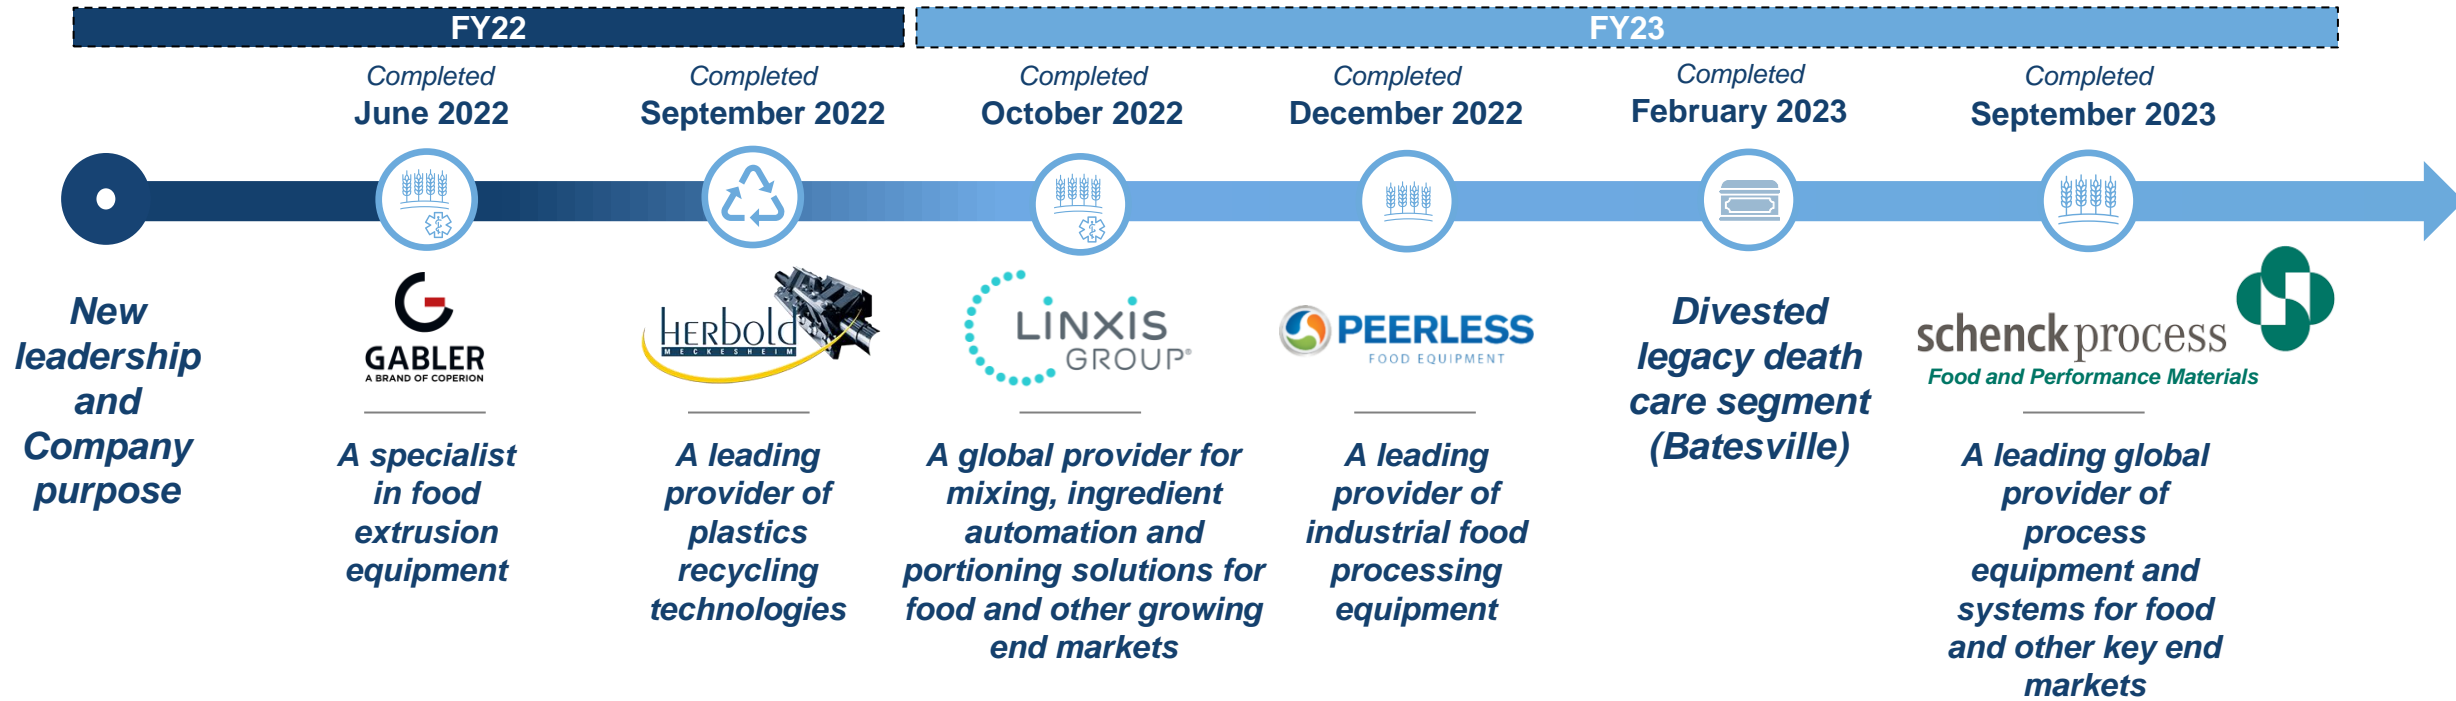 FY22
FY23
Completed
June 2022
Completed
September 2022
Completed
October 2022
Completed
December 2022
Completed
February 2023
Completed
September 2023
New
leadership
and
Company
purpose
GABLER
A BRAND OF COPERION
A specialist
in food
extrusion
equipment
HERBOLD
MECKESHEIM
A leading
provider of
plastics
recycling
technologies
LINXIS
GROUP®
A global provider for
mixing, ingredient
automation and
portioning solutions for
food and other growing
end markets
PEERLESS
FOOD EQUIPMENT
A leading
provider of
industrial food
processing
equipment
Divested
legacy death
care segment
(Batesville)
schenck process
Food and Performance Materials
A leading global
provider of
process
equipment and
systems for food
and other key end
markets